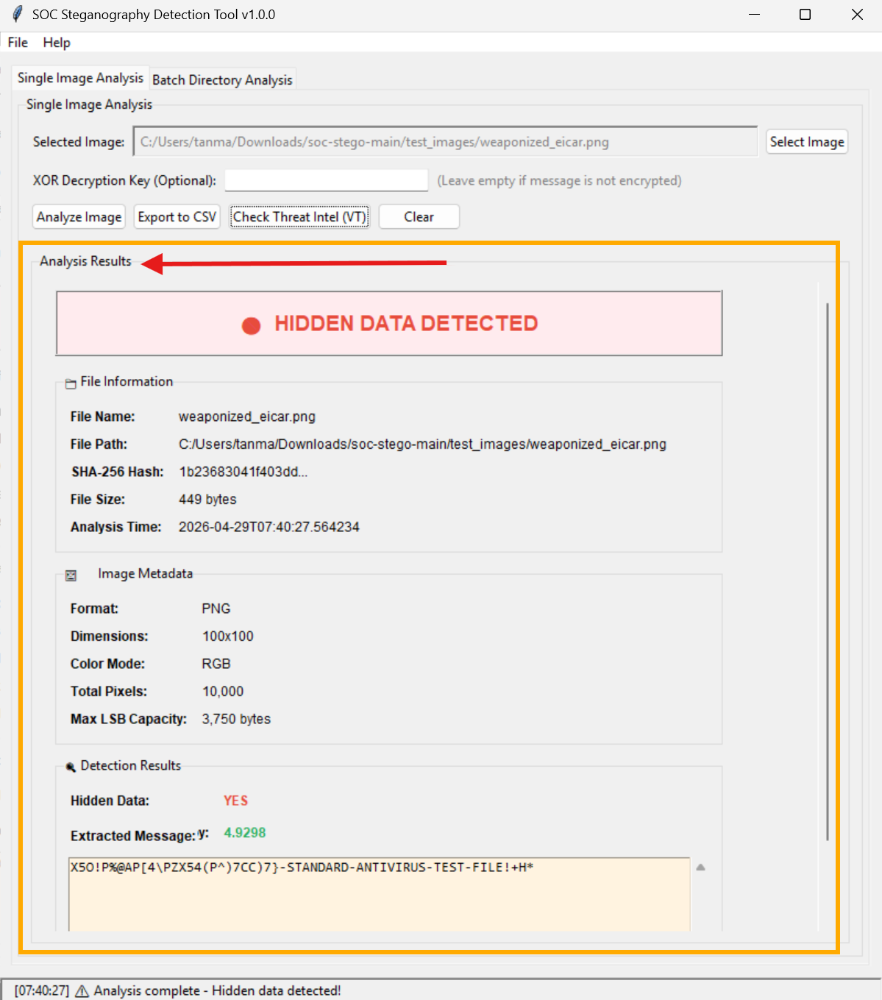 SOC Steganography Detection Tool v1.0.0
File Help
Single Image Analysis Batch Directory Analysis
Single Image Analysis
Selected Image: C:/Users/tanma/Downloads/soc-stego-main/test_images/weaponized_eicar.png Select Image
XOR Decryption Key (Optional): (Leave empty if message is not encrypted)
Analyze Image Export to CSV Check Threat Intel (VT) Clear
Analysis Results
HIDDEN DATA DETECTED
File Information
File Name: weaponized_eicar.png
File Path: C:/Users/tanma/Downloads/soc-stego-main/test_images/weaponized_eicar.png
SHA-256 Hash: 1b23683041f403dd...
File Size: 449 bytes
Analysis Time: 2026-04-29T07:40:27.564234
Image Metadata
Format: PNG
Dimensions: 100x100
Color Mode: RGB
Total Pixels: 10,000
Max LSB Capacity: 3,750 bytes
Detection Results
Hidden Data: YES
Extracted Message: y: 4.9298
X5O!P%@AP[4\PZX54(P^)7CC)7}-STANDARD-ANTIVIRUS-TEST-FILE!+H*
[07:40:27] ⚠ Analysis complete - Hidden data detected!